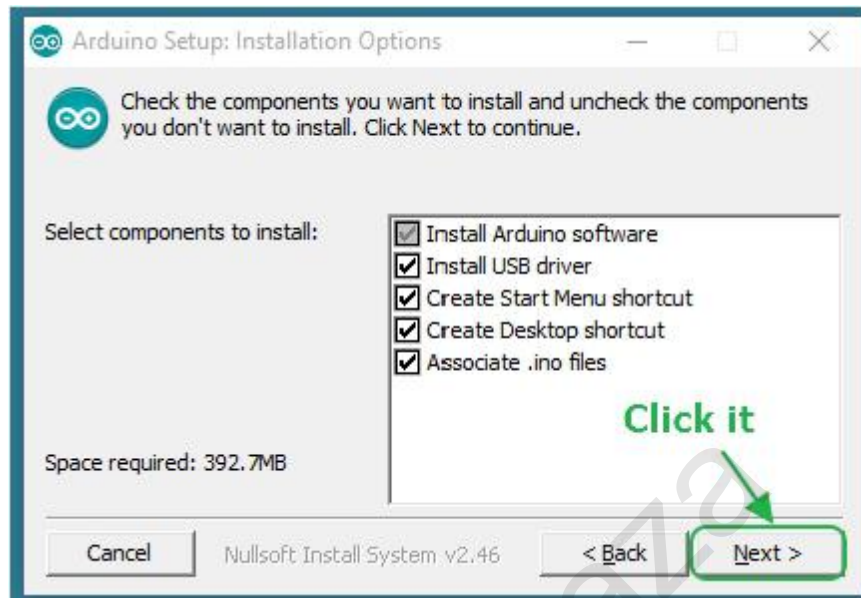 Arduino Setup: Installation Options
Check the components you want to install and uncheck the components
you don't want to install. Click Next to continue.
Select components to install:
Install Arduino software
Install USB driver
Create Start Menu shortcut
Create Desktop shortcut
Associate .ino files
Click it
Space required: 392.7MB
Cancel
Nullsoft Install System v2.46
< Back
Next >